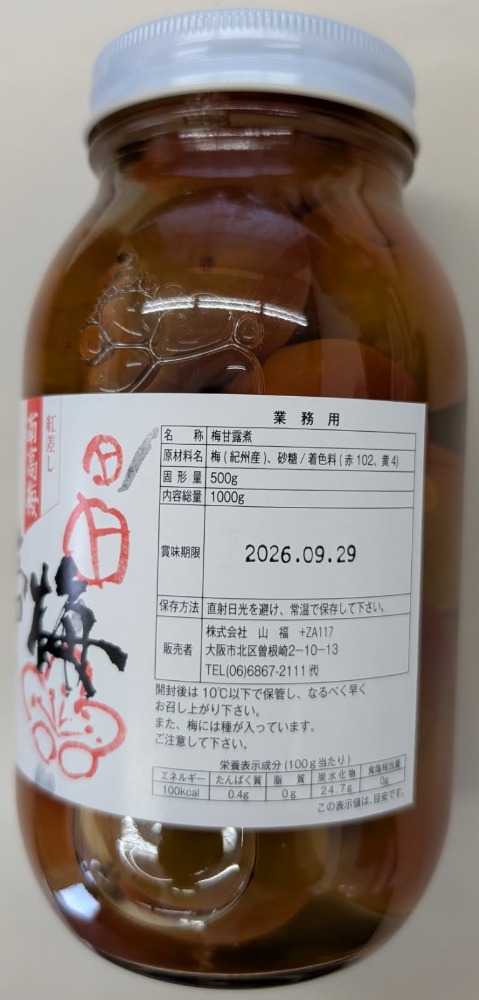 紅差し
南高梅
梅
業務用
名 称 梅甘露煮
原材料名 梅(紀州産)、砂糖/着色料(赤102、黄4)
固形量 500g
内容総量 1000g
賞味期限 2026.09.29
保存方法 直射日光を避け、常温で保存して下さい。
販売者 株式会社 山 福 +ZA117
大阪市北区曽根崎2-10-13
TEL(06)6867-2111㈹
開封後は10℃以下で保管し、なるべく早く
お召し上がり下さい。
また、梅には種が入っています。
ご注意して下さい。
栄養表示成分(100g当たり)
エネルギー たんぱく質 脂 質 炭水化物 食塩相当量
100kcal 0.4g 0g 24.7g 0g
この表示値は、目安です。